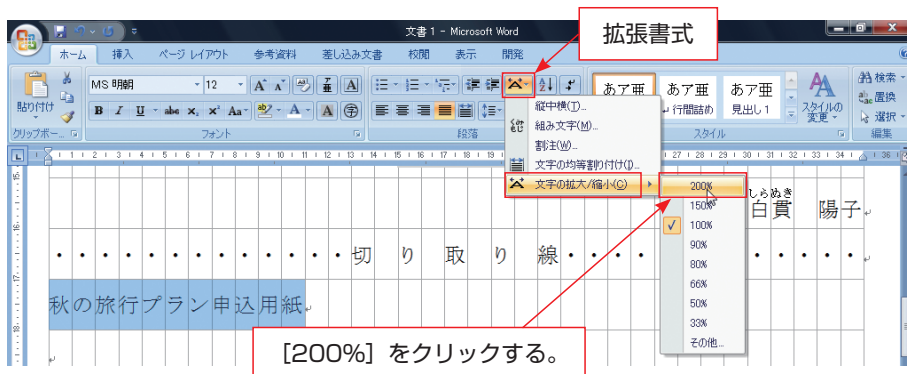 文書 1 - Microsoft Word
拡張書式
ホーム 挿入 ページ レイアウト 参考資料 差し込み文書 校閲 表示 開発
MS 明朝 12
貼り付け
B I U abc x₂ x² Aa
あア亜 あア亜 あア亜
行間詰め 見出し 1
スタイルの
変更
検索
置換
選択
クリップボー... フォント 段落 スタイル 編集
縦中横(T)...
組み文字(M)...
割注(W)...
文字の均等割り付け(I)...
文字の拡大/縮小(C)
200%
150%
100%
90%
80%
66%
50%
33%
その他...
しらぬき
白貫 陽子
・・・・・・・・・・・・・切り取り線・・・・・・・・・・・・・
秋の旅行プラン申込用紙
[200%] をクリックする。